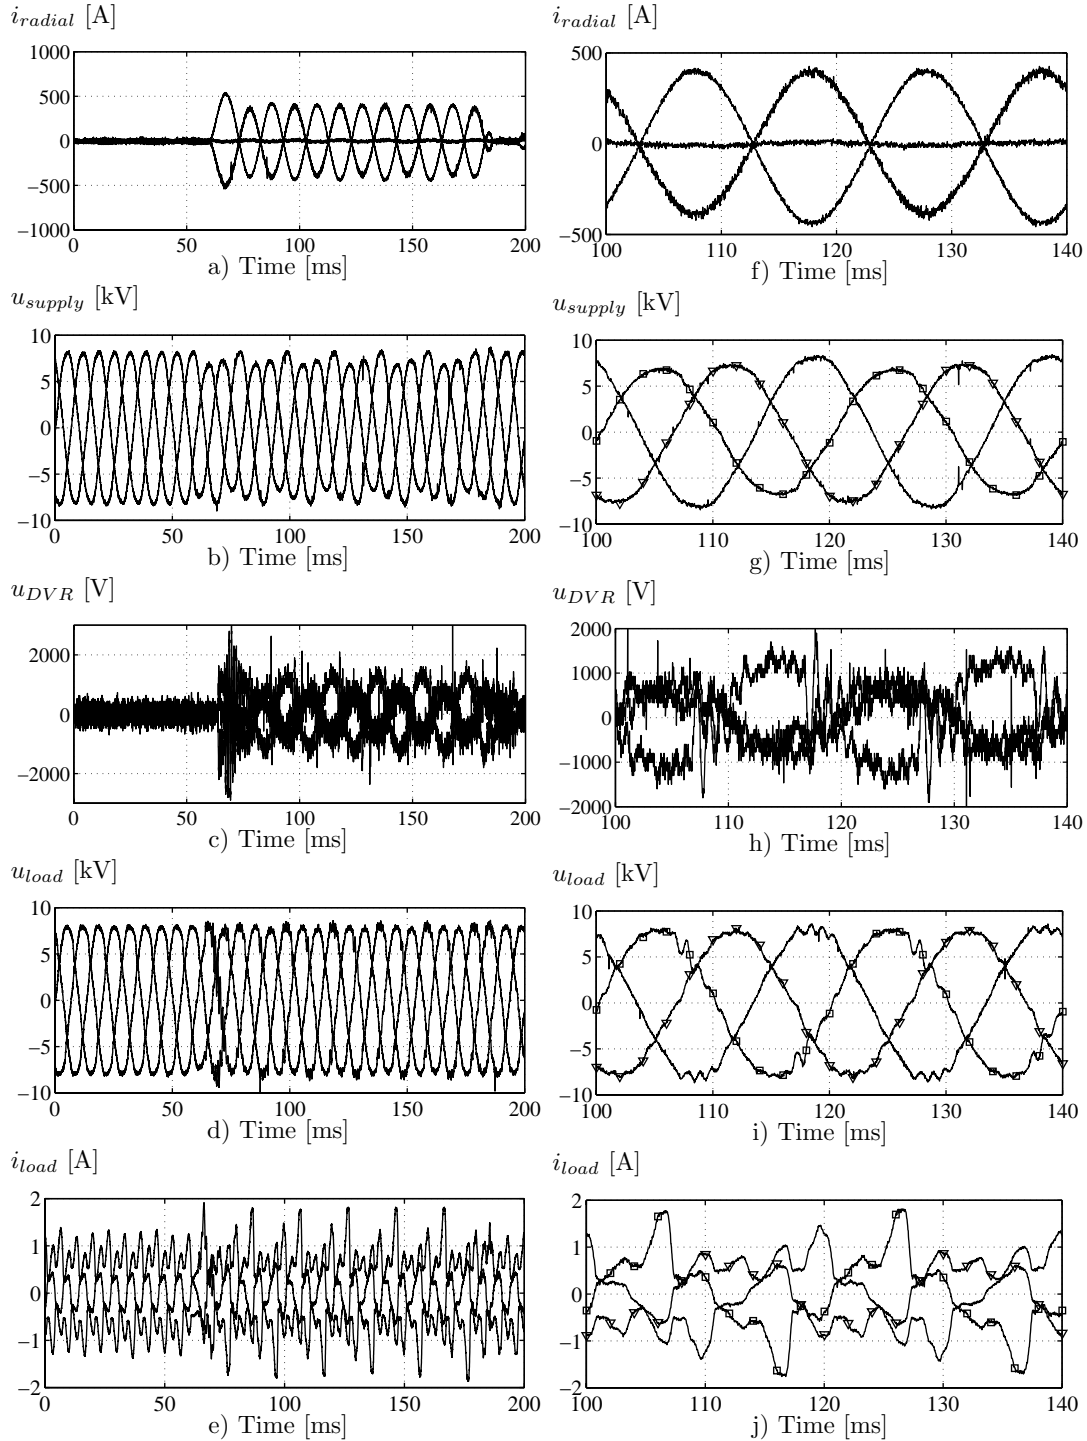 i_radial [A]
1000
500
0
−500
−1000
0 50 100 150 200
a) Time [ms]
i_radial [A]
500
0
−500
100 110 120 130 140
f) Time [ms]
u_supply [kV]
10
5
0
−5
−10
0 50 100 150 200
b) Time [ms]
u_supply [kV]
10
5
0
−5
−10
100 110 120 130 140
g) Time [ms]
u_DVR [V]
2000
0
−2000
0 50 100 150 200
c) Time [ms]
u_DVR [V]
2000
1000
0
−1000
−2000
100 110 120 130 140
h) Time [ms]
u_load [kV]
10
5
0
−5
−10
0 50 100 150 200
d) Time [ms]
u_load [kV]
10
5
0
−5
−10
100 110 120 130 140
i) Time [ms]
i_load [A]
2
1
0
−1
−2
0 50 100 150 200
e) Time [ms]
i_load [A]
2
1
0
−1
−2
100 110 120 130 140
j) Time [ms]